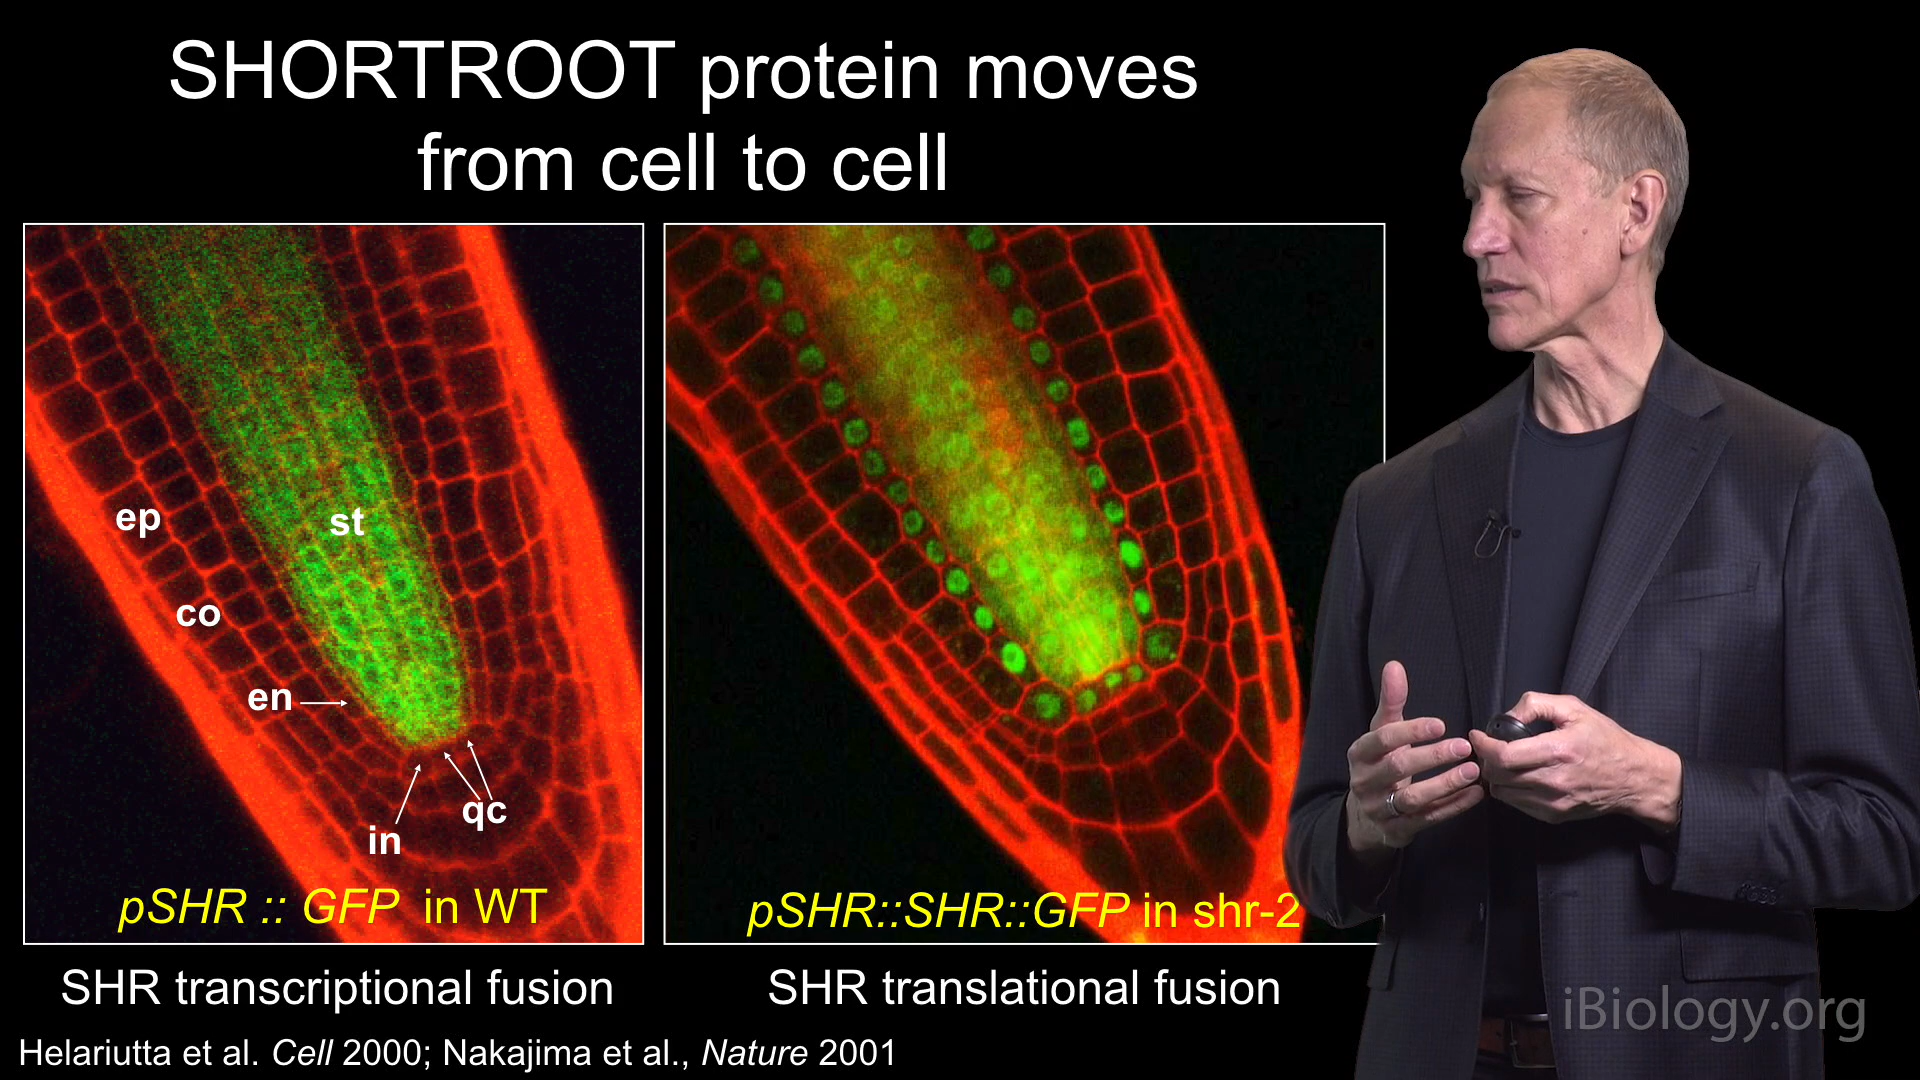 SHORTROOT protein moves
from cell to cell
ep
st
co
en
qc
in
pSHR :: GFP in WT
pSHR::SHR::GFP in shr-2
SHR transcriptional fusion
SHR translational fusion
Helariutta et al. Cell 2000; Nakajima et al., Nature 2001
iBiology.org